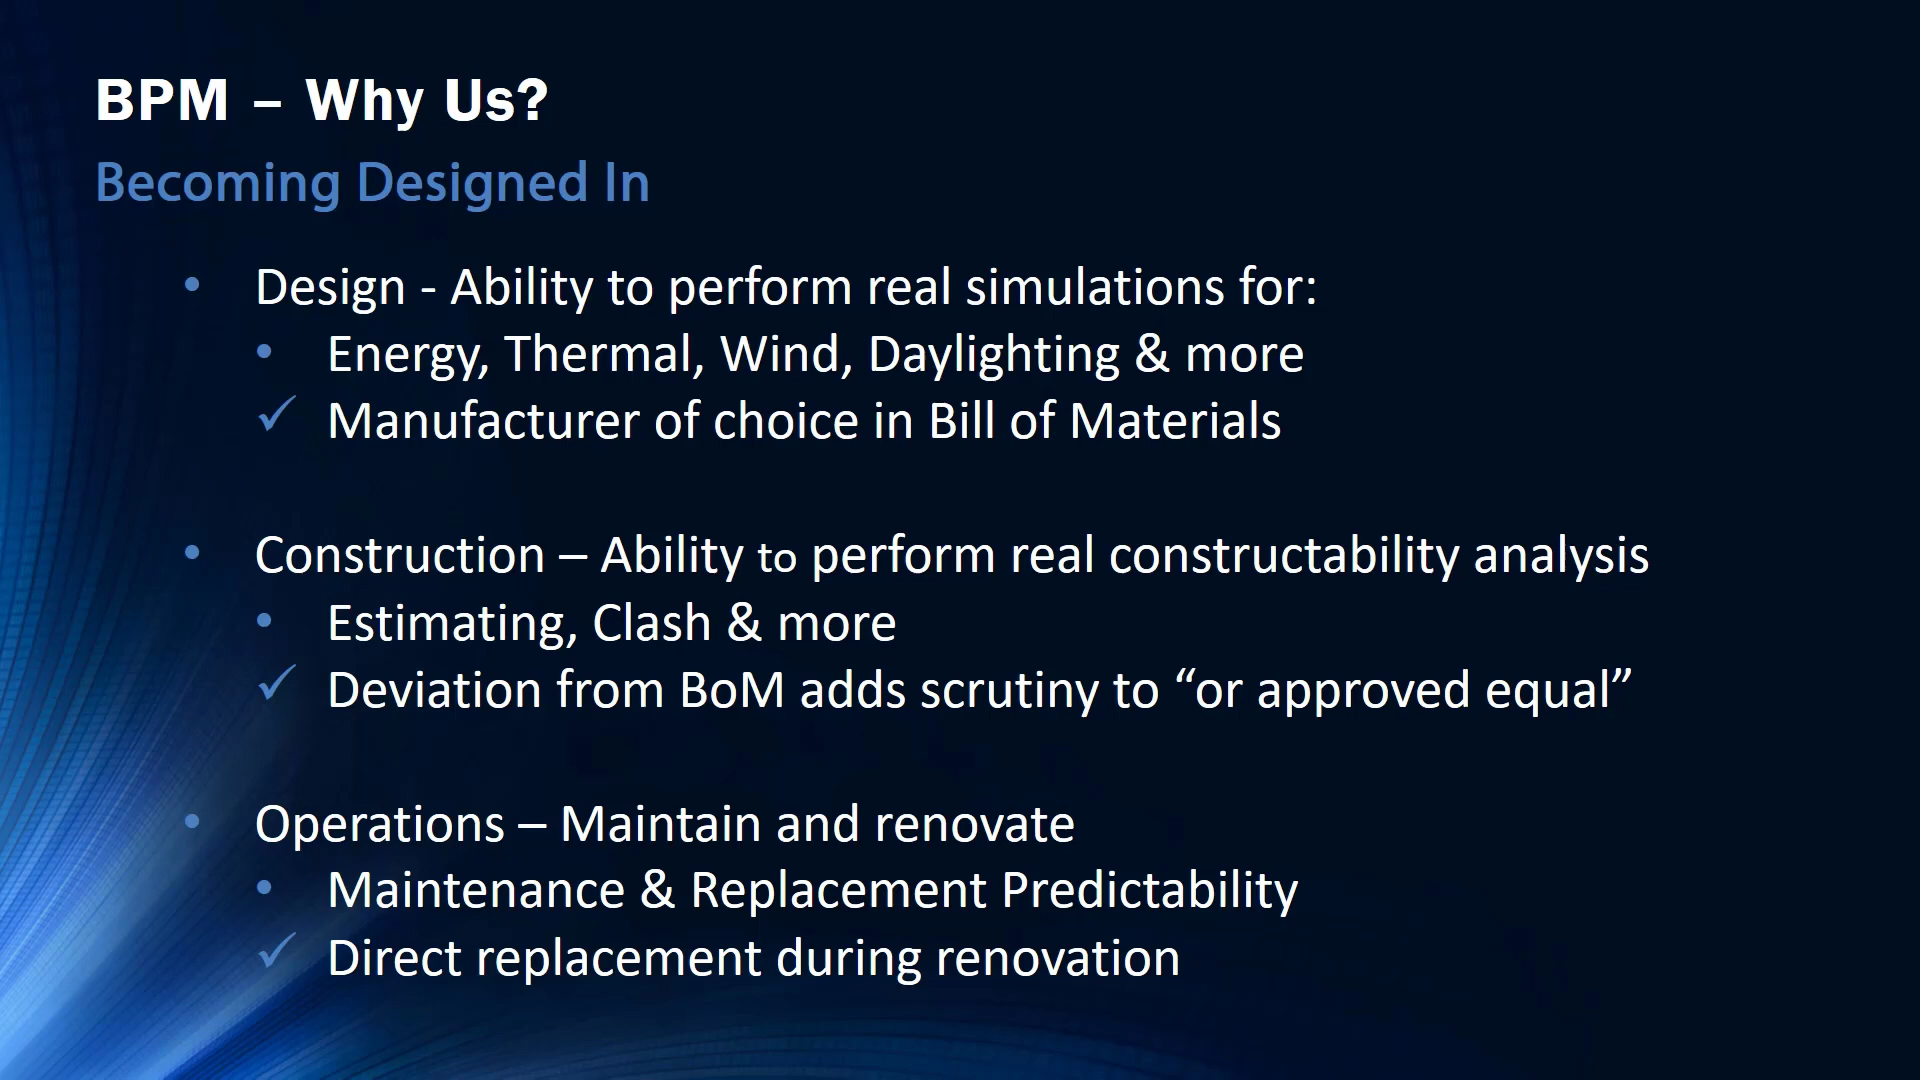 BPM – Why Us?
Becoming Designed In
• Design - Ability to perform real simulations for:
• Energy, Thermal, Wind, Daylighting & more
✓ Manufacturer of choice in Bill of Materials
• Construction – Ability to perform real constructability analysis
• Estimating, Clash & more
✓ Deviation from BoM adds scrutiny to “or approved equal”
• Operations – Maintain and renovate
• Maintenance & Replacement Predictability
✓ Direct replacement during renovation